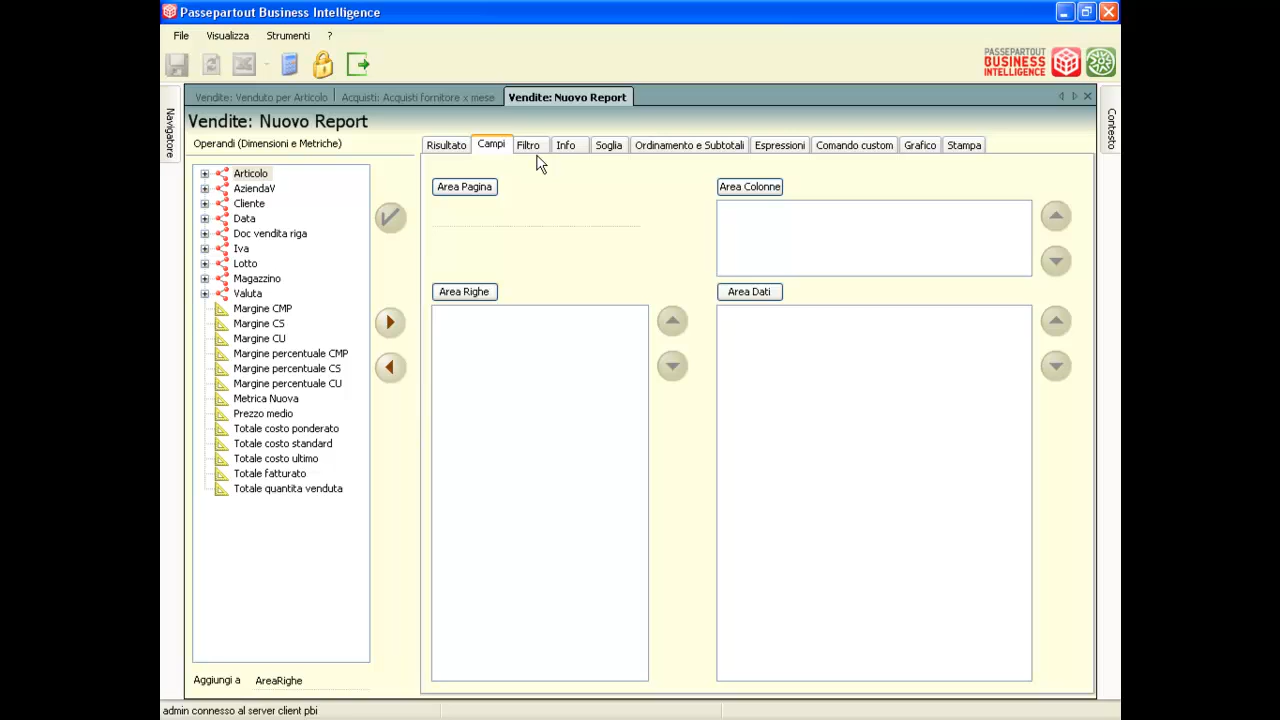 Passepartout Business Intelligence
File Visualizza Strumenti ?
PASSEPARTOUT
BUSINESS
INTELLIGENCE
Vendite: Venduto per Articolo Acquisti: Acquisti fornitore x mese Vendite: Nuovo Report
Navigatore
Contesto
Vendite: Nuovo Report
Operandi (Dimensioni e Metriche)
Risultato Campi Filtro Info Soglia Ordinamento e Subtotali Espressioni Comando custom Grafico Stampa
Articolo
AziendaV
Cliente
Data
Doc vendita riga
Iva
Lotto
Magazzino
Valuta
Margine CMP
Margine CS
Margine CU
Margine percentuale CMP
Margine percentuale CS
Margine percentuale CU
Metrica Nuova
Prezzo medio
Totale costo ponderato
Totale costo standard
Totale costo ultimo
Totale fatturato
Totale quantita venduta
Area Pagina
Area Colonne
Area Righe
Area Dati
Aggiungi a AreaRighe
admin connesso al server client pbi